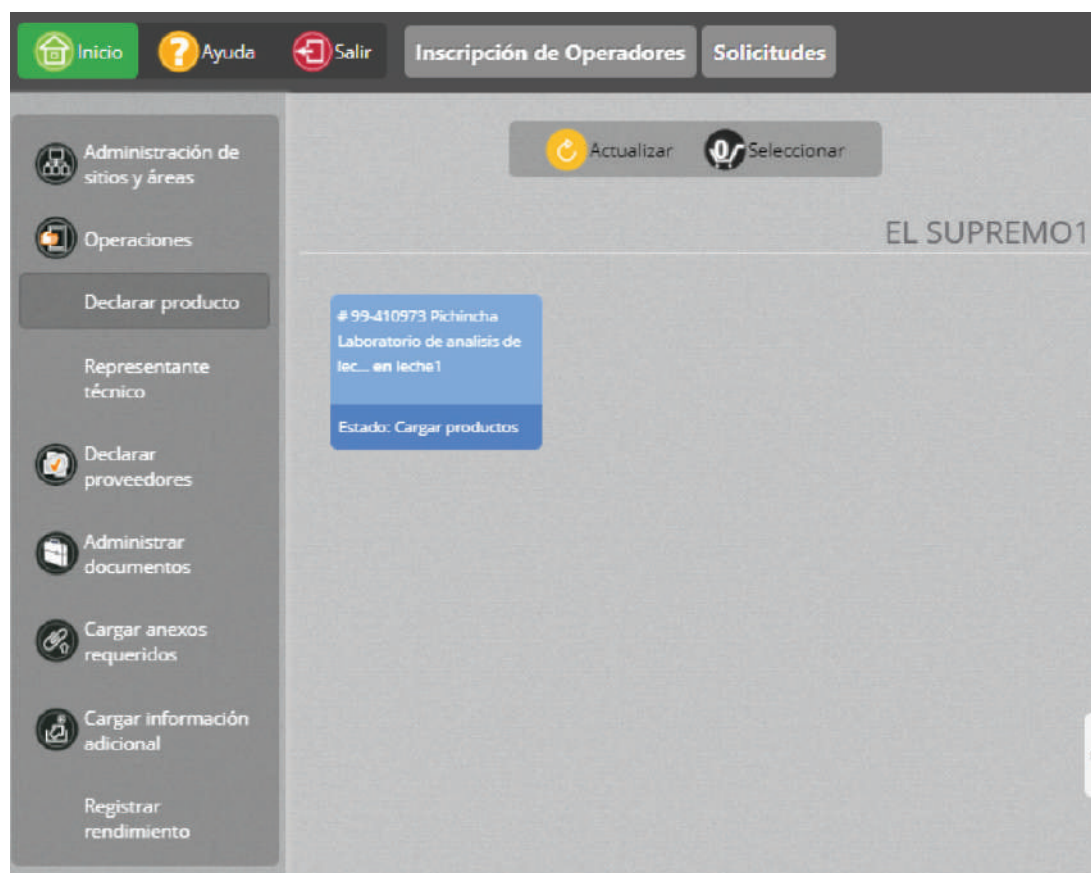 Inicio
Ayuda
Salir
Inscripción de Operadores
Solicitudes
Administración de
sitios y áreas
Operaciones
Declarar producto
Representante
técnico
Declarar
proveedores
Administrar
documentos
Cargar anexos
requeridos
Cargar información
adicional
Registrar
rendimiento
Actualizar
0 Seleccionar
EL SUPREMO1
# 99-410973 Pichincha
Laboratorio de analisis de
lec... en leche1
Estado: Cargar productos